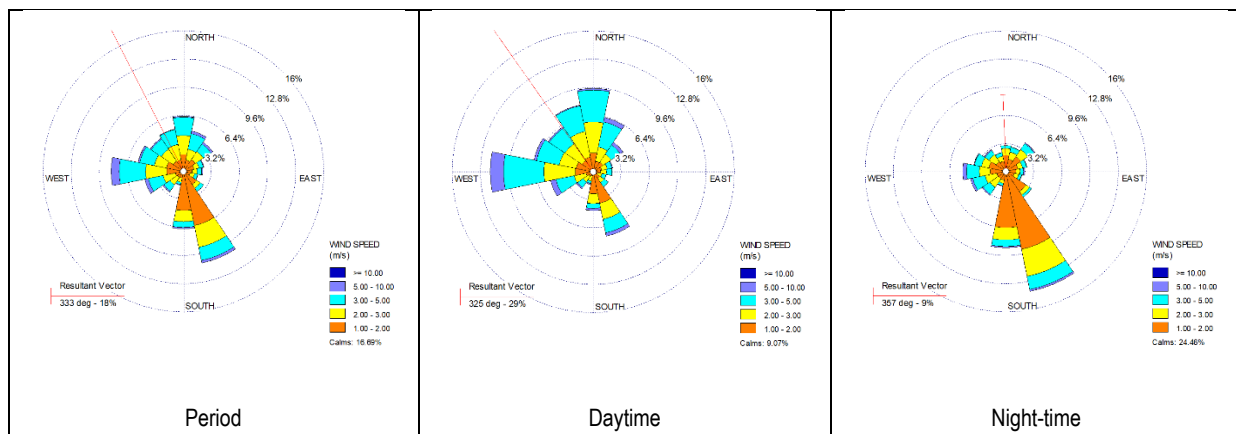 NORTH
16%
12.8%
9.6%
6.4%
3.2%
WEST
EAST
SOUTH
WIND SPEED
(m/s)
>= 10.00
5.00 - 10.00
3.00 - 5.00
2.00 - 3.00
1.00 - 2.00
Calms: 16.69%
Resultant Vector
333 deg - 18%
Period
NORTH
16%
12.8%
9.6%
6.4%
3.2%
WEST
EAST
SOUTH
WIND SPEED
(m/s)
>= 10.00
5.00 - 10.00
3.00 - 5.00
2.00 - 3.00
1.00 - 2.00
Calms: 9.07%
Resultant Vector
325 deg - 29%
Daytime
NORTH
16%
12.8%
9.6%
6.4%
3.2%
WEST
EAST
SOUTH
WIND SPEED
(m/s)
>= 10.00
5.00 - 10.00
3.00 - 5.00
2.00 - 3.00
1.00 - 2.00
Calms: 24.46%
Resultant Vector
357 deg - 9%
Night-time